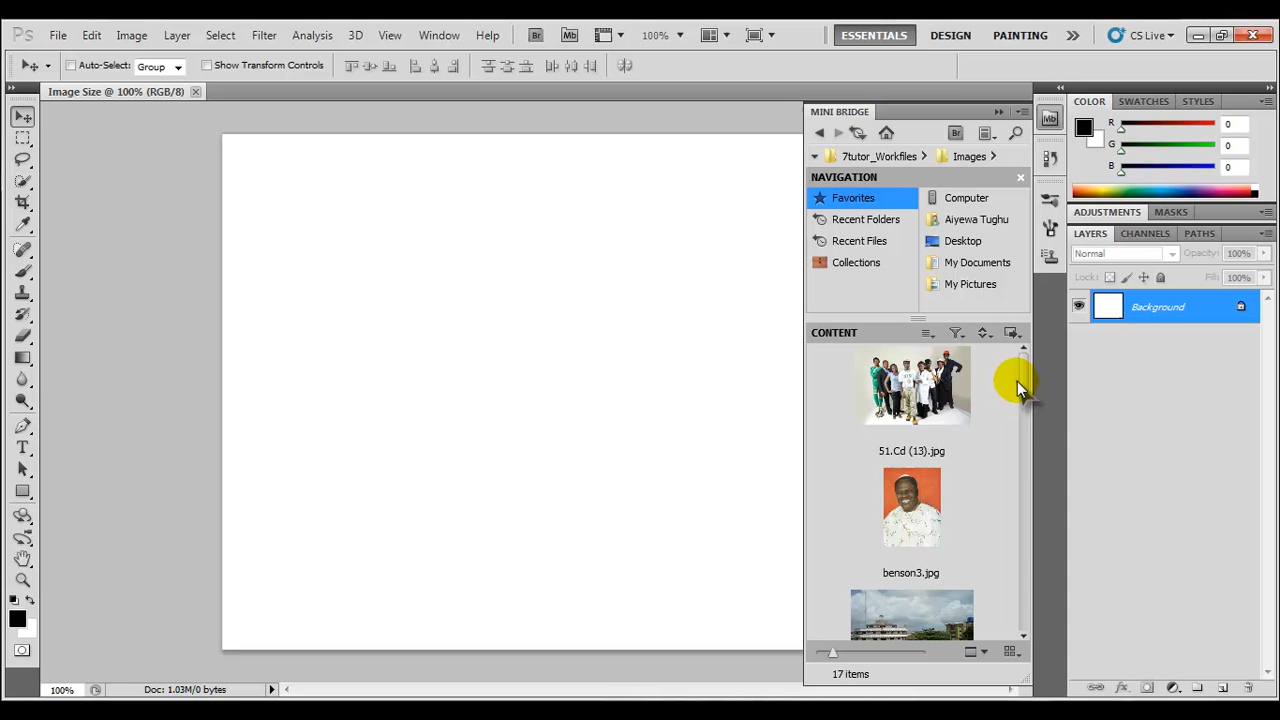 Ps File Edit Image Layer Select Filter Analysis 3D View Window Help Br Mb 100% ESSENTIALS DESIGN PAINTING CS Live
Auto-Select: Group Show Transform Controls
Image Size @ 100% (RGB/8)
MINI BRIDGE
Br
7tutor_Workfiles Images
NAVIGATION
Favorites Computer
Recent Folders Aiyewa Tughu
Recent Files Desktop
Collections My Documents
My Pictures
CONTENT
51.Cd (13).jpg
benson3.jpg
17 items
Mb
COLOR SWATCHES STYLES
R 0
G 0
B 0
ADJUSTMENTS MASKS
LAYERS CHANNELS PATHS
Normal Opacity: 100%
Lock: Fill: 100%
Background
100% Doc: 1.03M/0 bytes